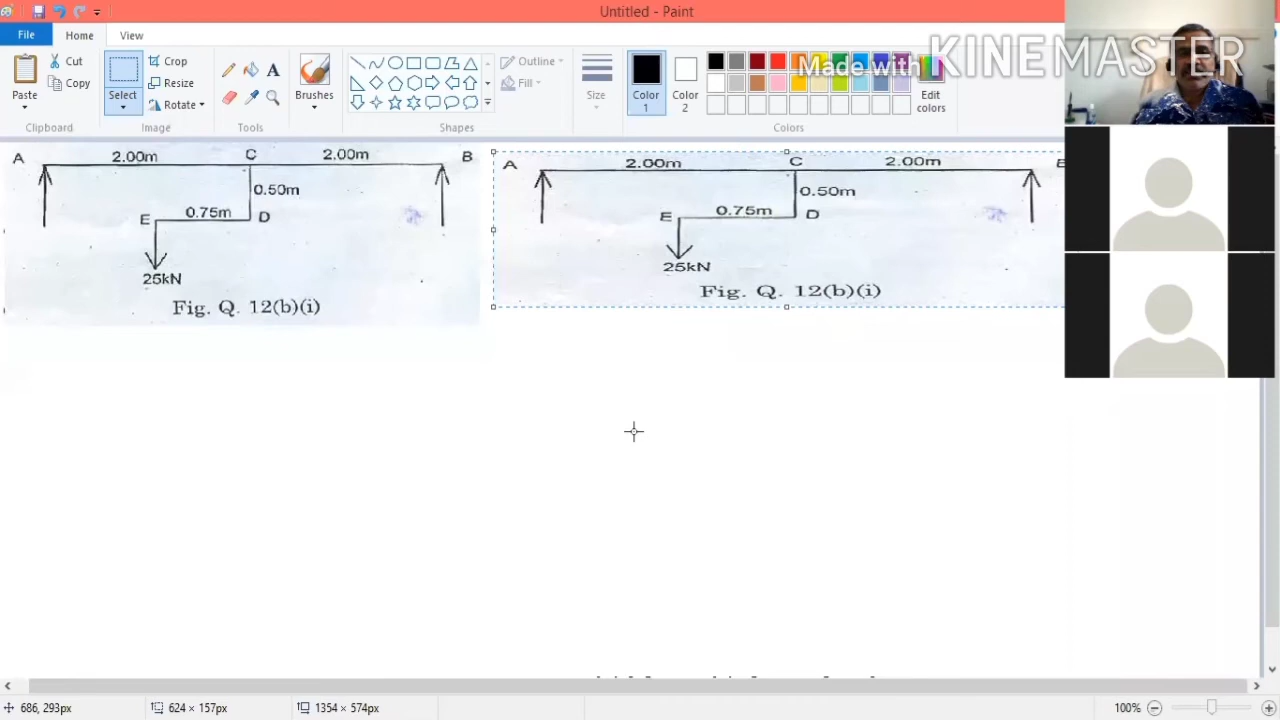 Untitled - Paint
File
Home
View
Paste
Cut
Copy
Clipboard
Select
Crop
Resize
Rotate
Image
Tools
Brushes
Shapes
Outline
Fill
Size
Color 1
Color 2
Edit colors
Colors
Made with KINEMASTER
A 2.00m C 2.00m B
0.50m
E 0.75m D
25kN
Fig. Q. 12(b)(i)
A 2.00m C 2.00m
0.50m
E 0.75m D
25kN
Fig. Q. 12(b)(i)
686, 293px
624 × 157px
1354 × 574px
100%